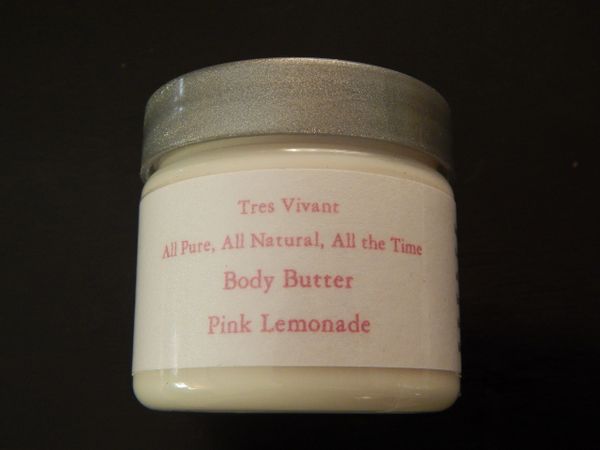 Tres Vivant
All Pure, All Natural, All the Time
Body Butter
Pink Lemonade